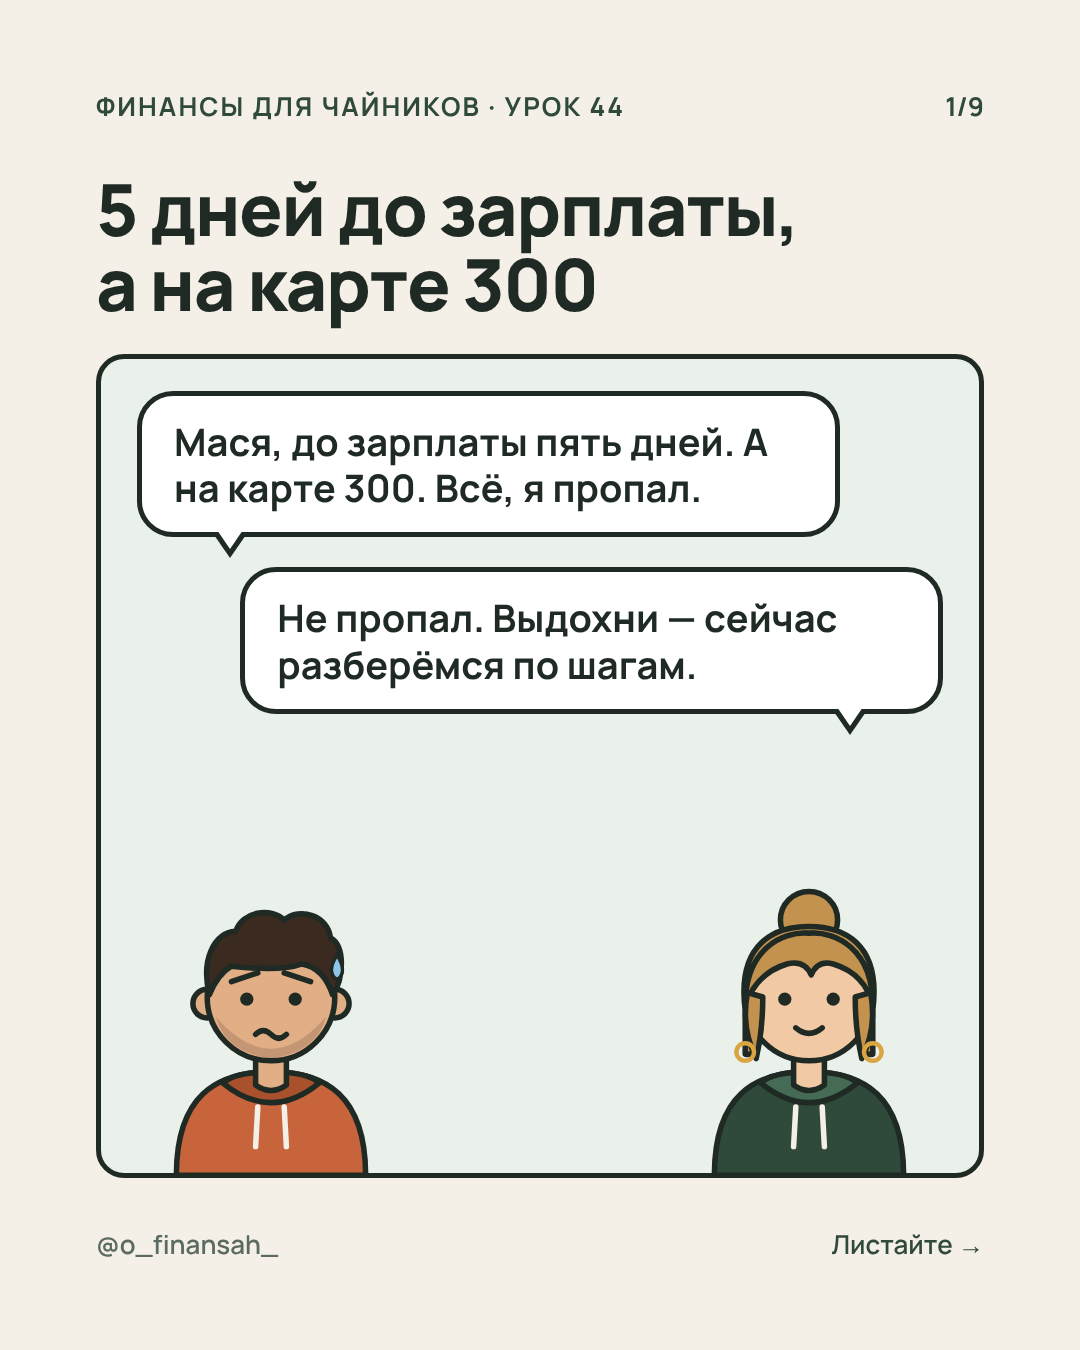 ФИНАНСЫ ДЛЯ ЧАЙНИКОВ · УРОК 44
1/9
5 дней до зарплаты,
а на карте 300
Мася, до зарплаты пять дней. А
на карте 300. Всё, я пропал.
Не пропал. Выдохни — сейчас
разберёмся по шагам.
@o_finansah_
Листайте →